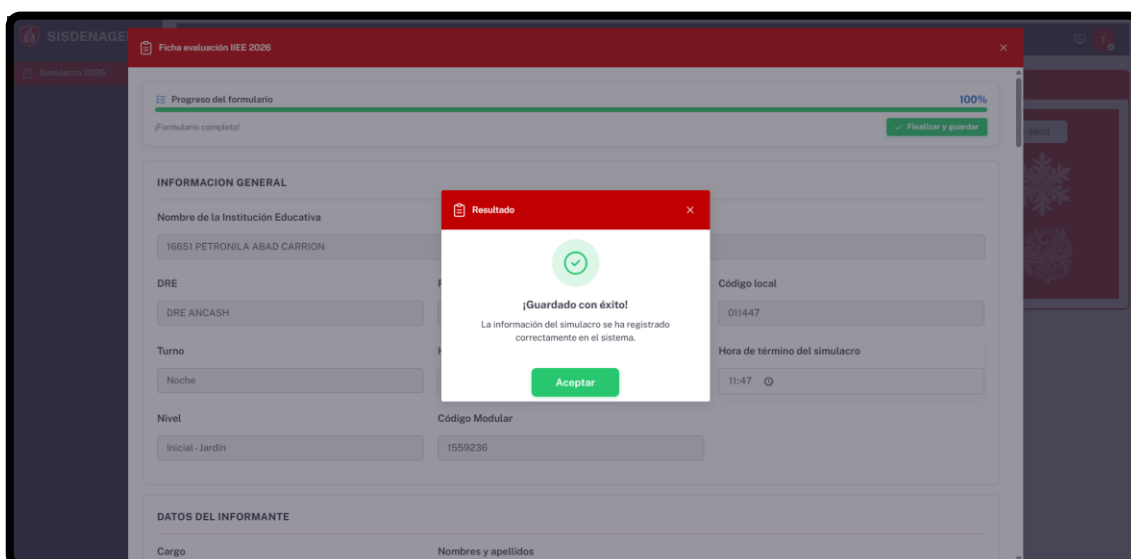 SISDENAGE
Simulacro 2026
Ficha evaluación IIEE 2026
T
Progreso del formulario
100%
¡Formulario completo!
Finalizar y guardar
dddd
INFORMACION GENERAL
Nombre de la Institución Educativa
16651 PETRONILA ABAD CARRION
DRE
Código local
DRE ANCASH
011447
Turno
Hora de término del simulacro
Noche
11:47
Nivel
Código Modular
Inicial - Jardín
1559236
Resultado
¡Guardado con éxito!
La información del simulacro se ha registrado
correctamente en el sistema.
Aceptar
DATOS DEL INFORMANTE
Cargo
Nombres y apellidos